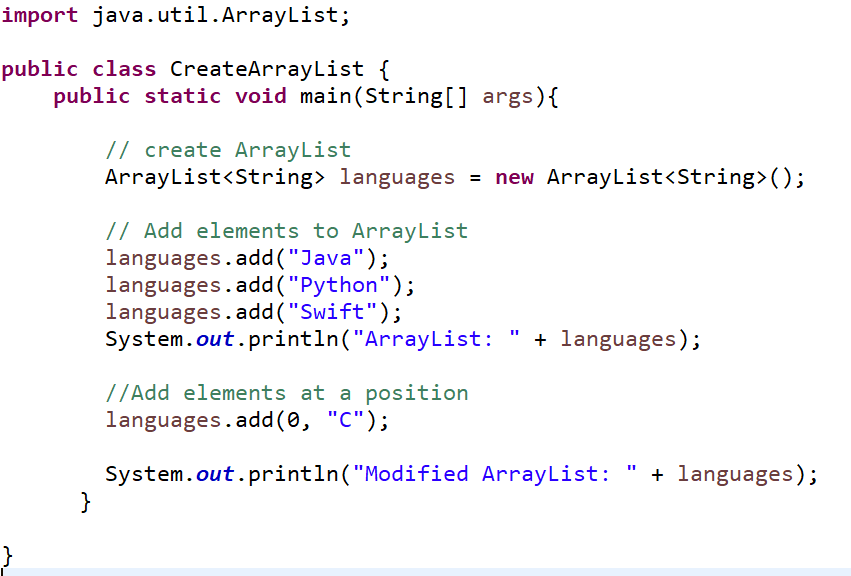 import java.util.ArrayList;
public class CreateArrayList {
public static void main(String[] args){
// create ArrayList
ArrayList<String> languages = new ArrayList<String>();
// Add elements to ArrayList
languages.add("Java");
languages.add("Python");
languages.add("Swift");
System.out.println("ArrayList: " + languages);
//Add elements at a position
languages.add(0, "C");
System.out.println("Modified ArrayList: " + languages);
}
}